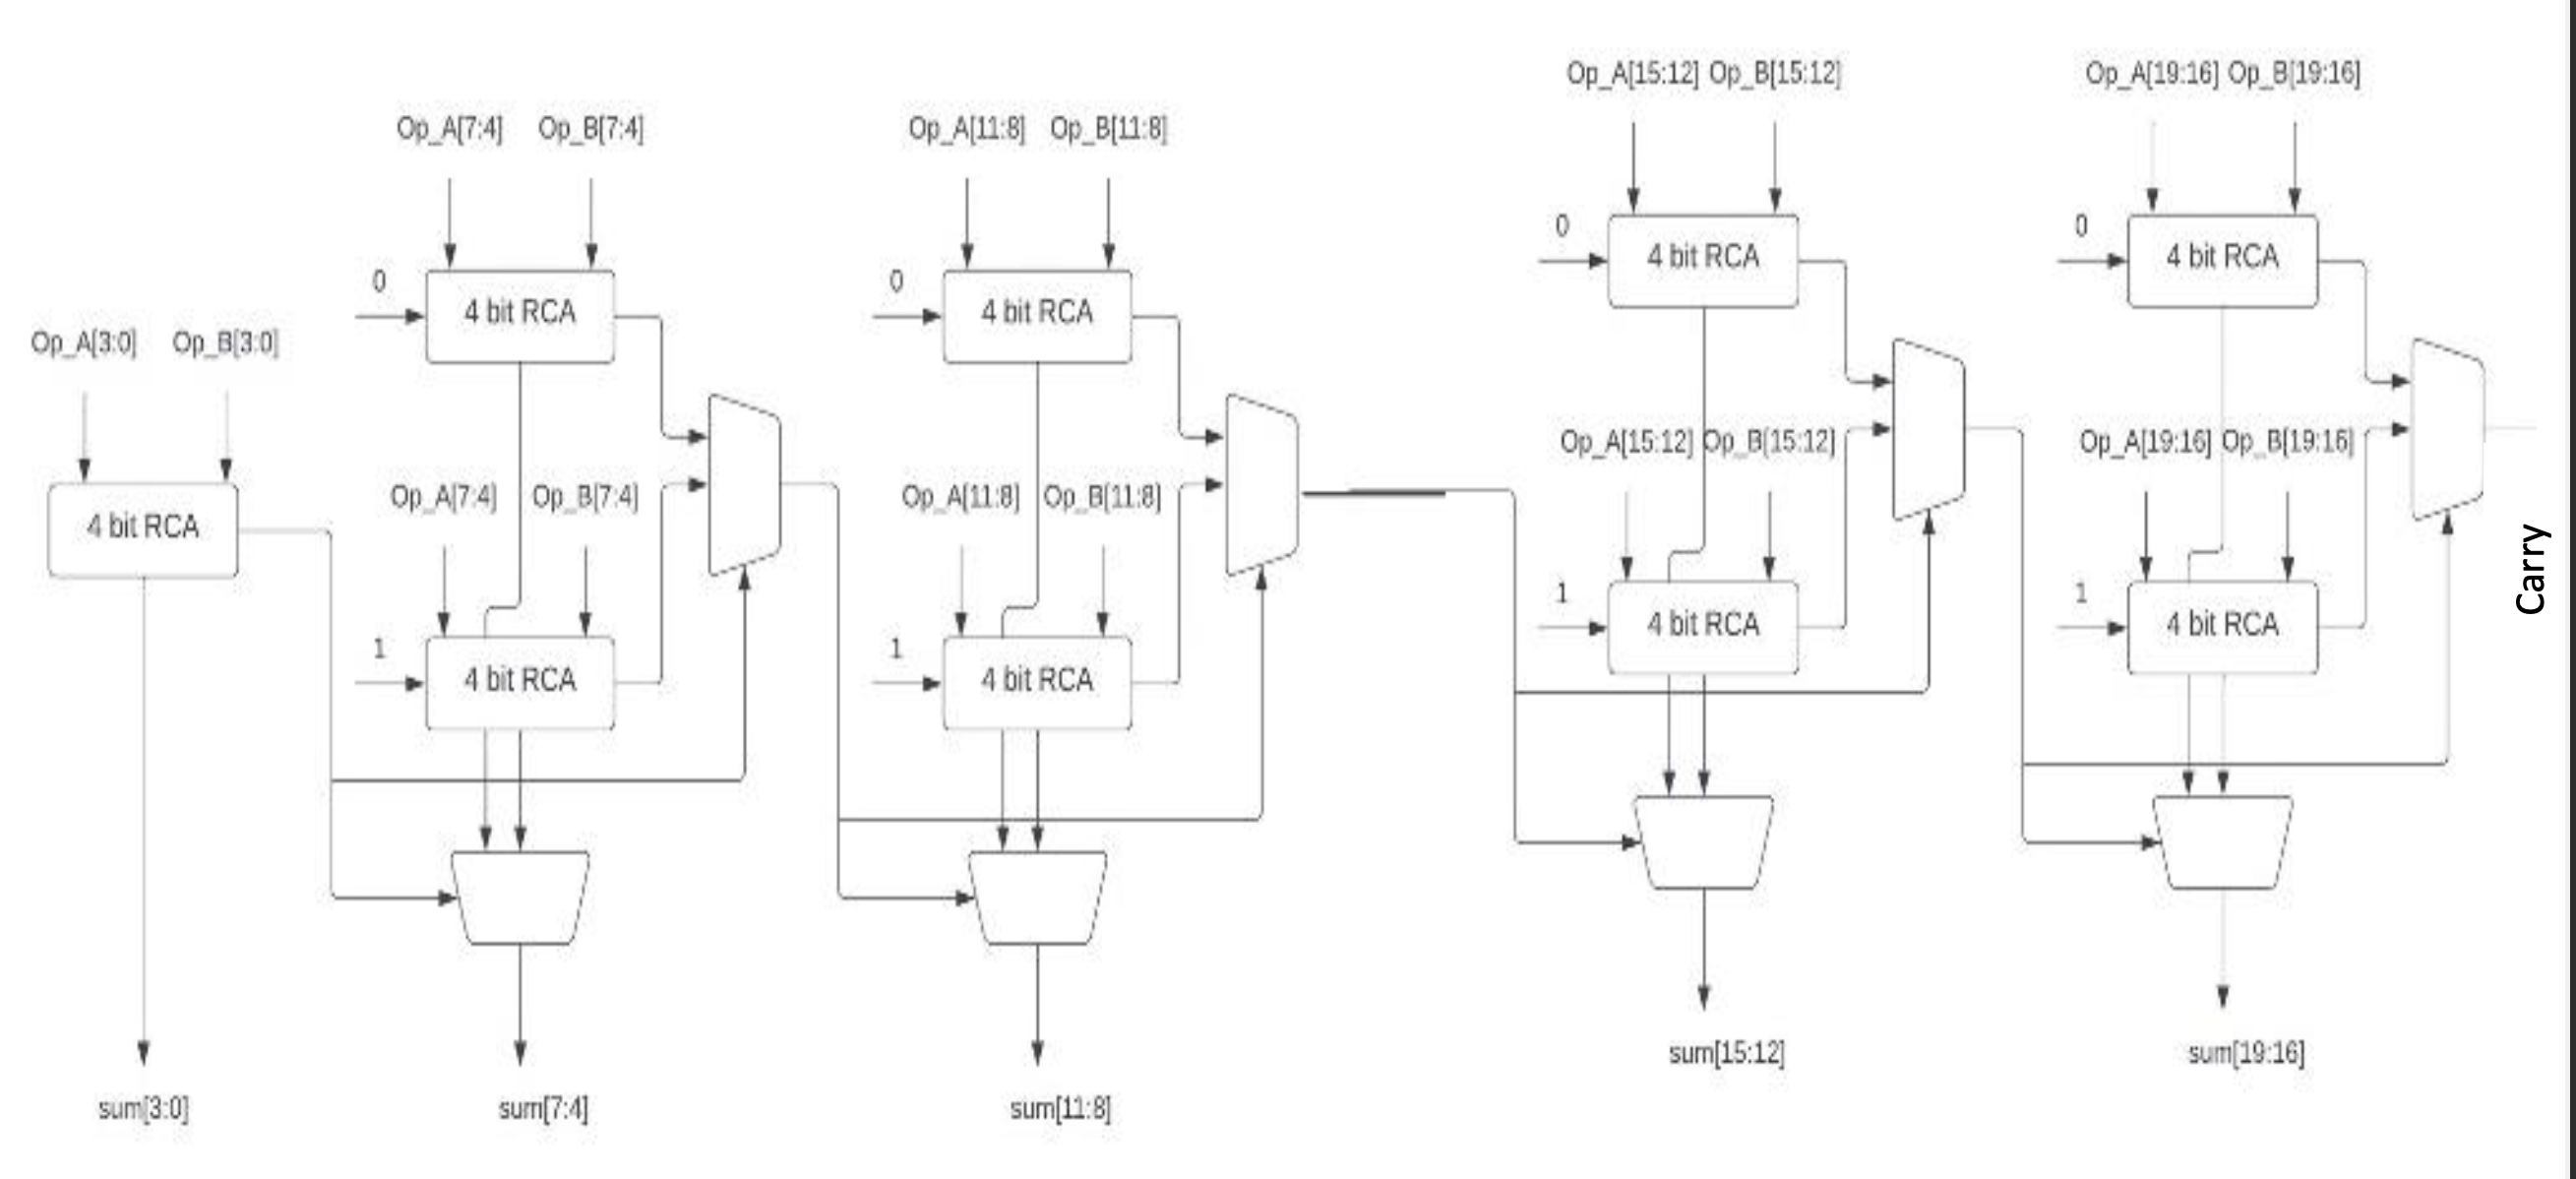 Op_A[15:12] Op_B[15:12]
Op_A[19:16] Op_B[19:16]
Op_A[7:4] Op_B[7:4]
Op_A[11:8] Op_B[11:8]
0
0
4 bit RCA
4 bit RCA
0
0
4 bit RCA
4 bit RCA
Op_A[3:0] Op_B[3:0]
Op_A[15:12] Op_B[15:12]
Op_A[19:16] Op_B[19:16]
Op_A[7:4] Op_B[7:4]
Op_A[11:8] Op_B[11:8]
4 bit RCA
Carry
1
1
4 bit RCA
4 bit RCA
1
1
4 bit RCA
4 bit RCA
sum[15:12]
sum[19:16]
sum[3:0]
sum[7:4]
sum[11:8]